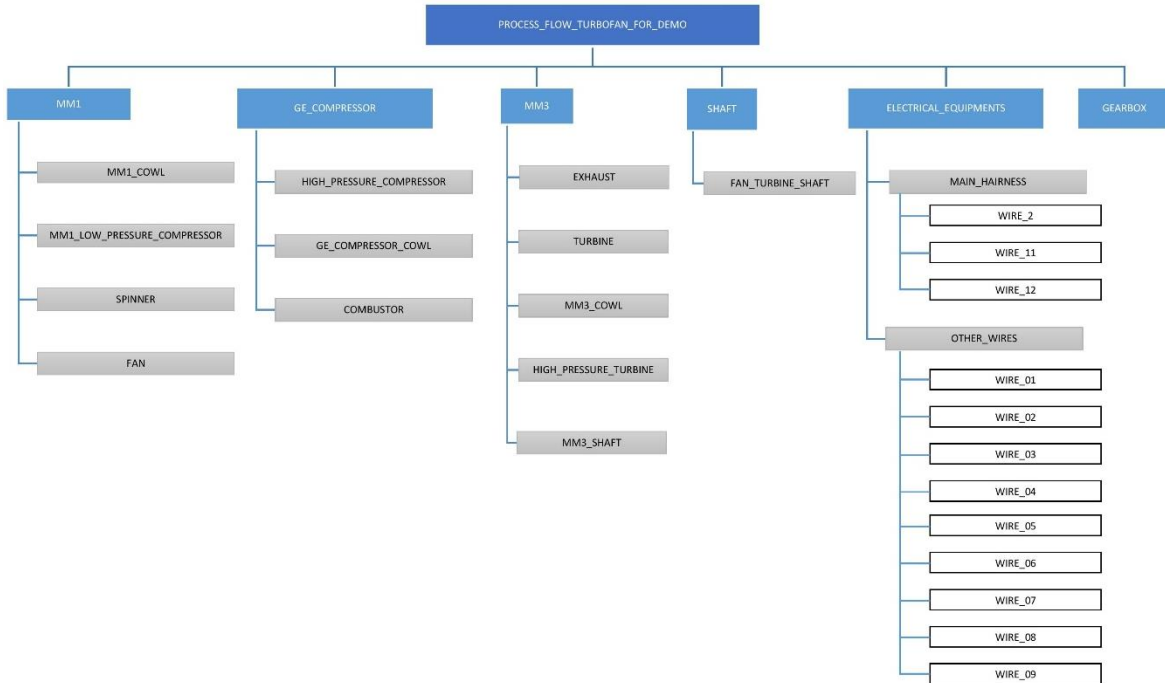 PROCESS_FLOW_TURBOFAN_FOR_DEMO
MM1
GE_COMPRESSOR
MM3
SHAFT
ELECTRICAL_EQUIPMENTS
GEARBOX
MM1_COWL
MM1_LOW_PRESSURE_COMPRESSOR
SPINNER
FAN
HIGH_PRESSURE_COMPRESSOR
GE_COMPRESSOR_COWL
COMBUSTOR
EXHAUST
TURBINE
MM3_COWL
HIGH_PRESSURE_TURBINE
MM3_SHAFT
FAN_TURBINE_SHAFT
MAIN_HAIRNESS
WIRE_2
WIRE_11
WIRE_12
OTHER_WIRES
WIRE_01
WIRE_02
WIRE_03
WIRE_04
WIRE_05
WIRE_06
WIRE_07
WIRE_08
WIRE_09